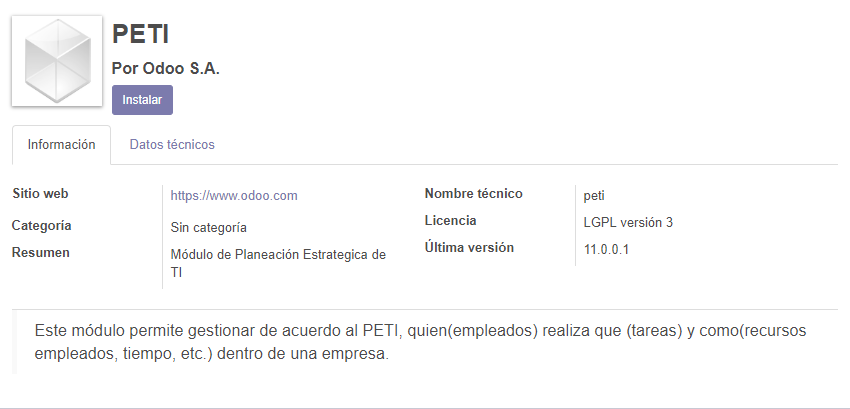 PETI
Por Odoo S.A.
Instalar
Información
Datos técnicos
Sitio web
https://www.odoo.com
Categoría
Sin categoría
Resumen
Módulo de Planeación Estrategica de
TI
Nombre técnico
peti
Licencia
LGPL versión 3
Última versión
11.0.0.1
Este módulo permite gestionar de acuerdo al PETI, quien(empleados) realiza que (tareas) y como(recursos
empleados, tiempo, etc.) dentro de una empresa.